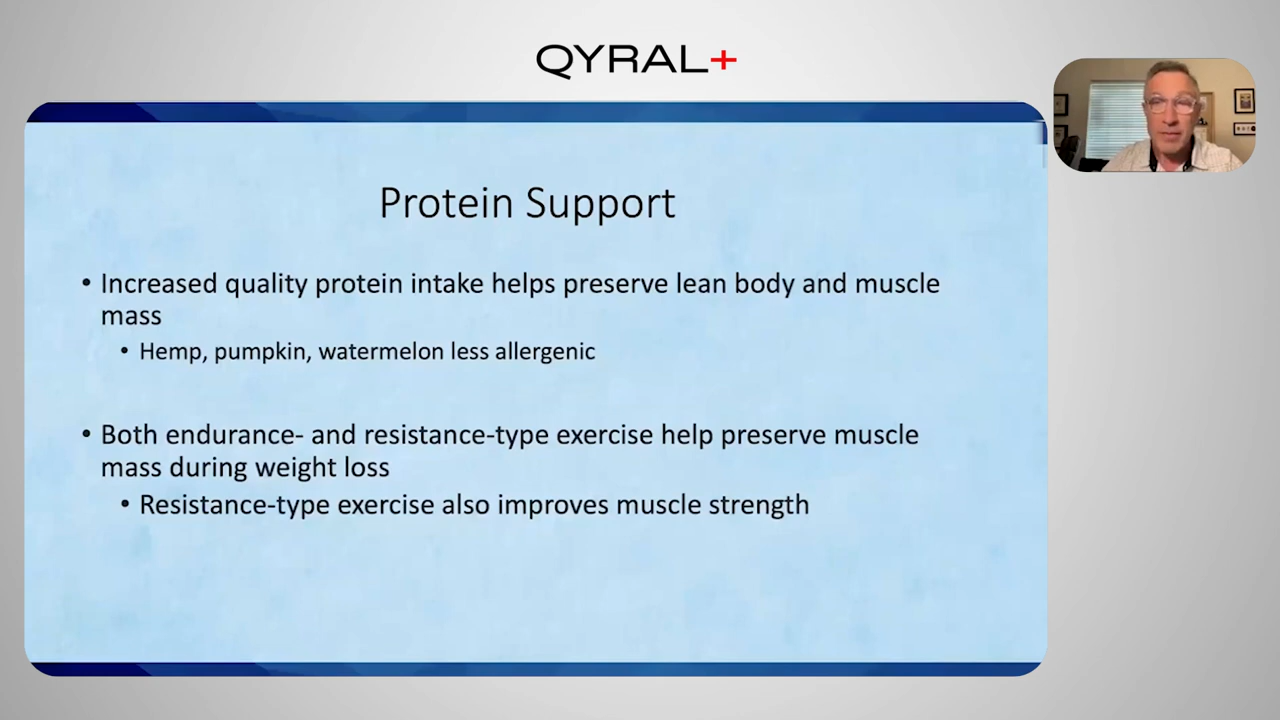 QYRAL+
Protein Support
• Increased quality protein intake helps preserve lean body and muscle
mass
• Hemp, pumpkin, watermelon less allergenic
• Both endurance- and resistance-type exercise help preserve muscle
mass during weight loss
• Resistance-type exercise also improves muscle strength